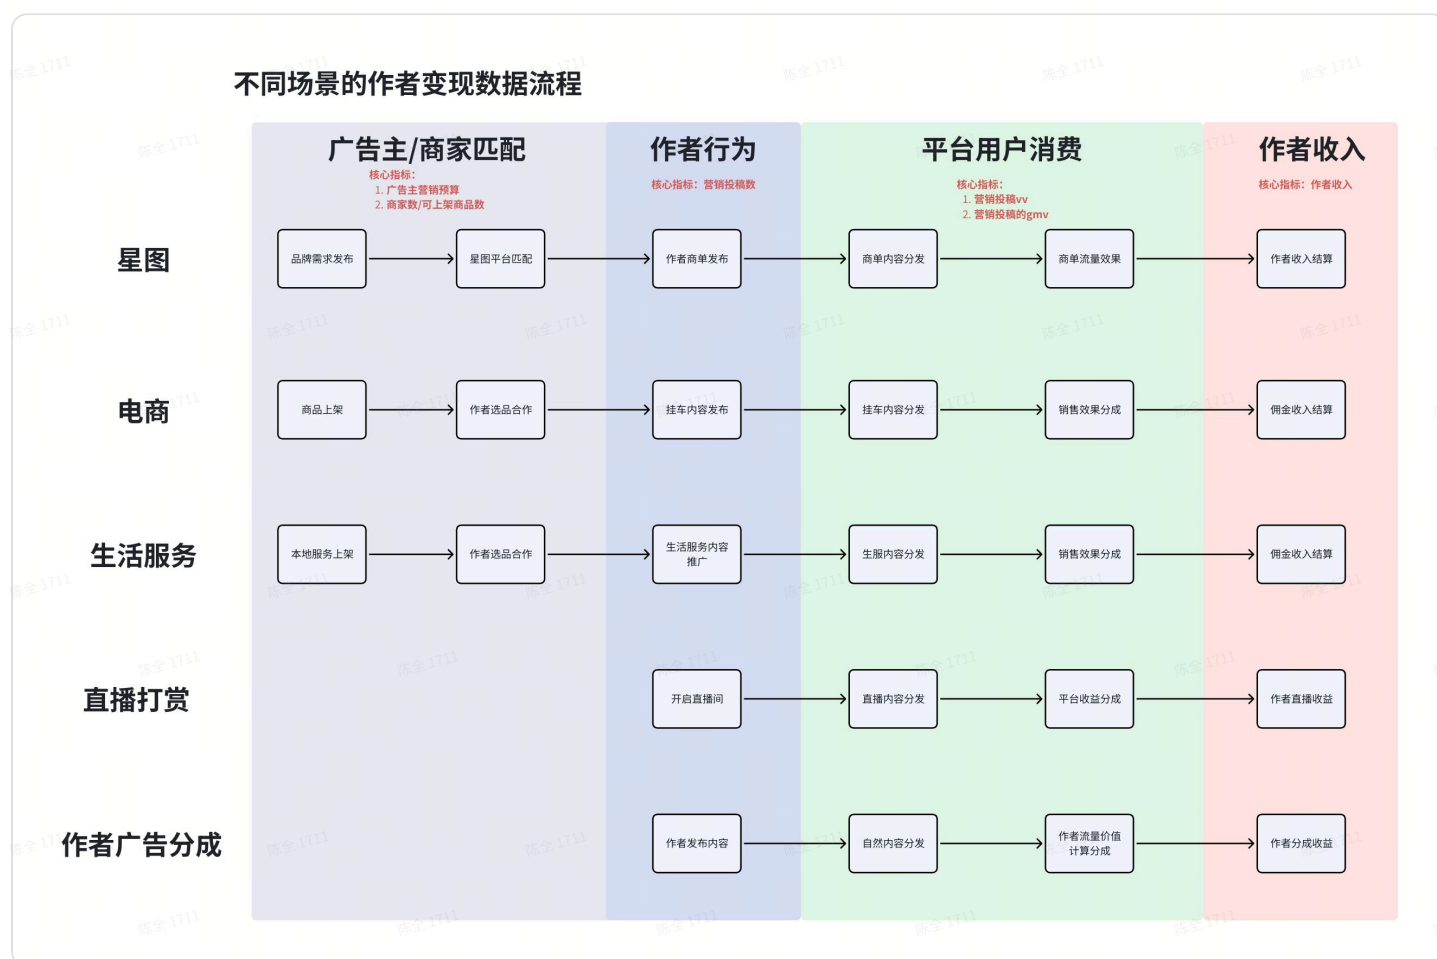 不同场景的作者变现数据流程
广告主/商家匹配
作者行为
平台用户消费
作者收入
核心指标：
1. 广告主营销预算
2. 商家数/可上架商品数
核心指标：营销投稿数
核心指标：
1. 营销投稿vv
2. 营销投稿的gmv
核心指标：作者收入
星图
品牌需求发布
星图平台匹配
作者商单发布
商单内容分发
商单流量效果
作者收入结算
电商
商品上架
作者选品合作
挂车内容发布
挂车内容分发
销售效果分成
佣金收入结算
生活服务
本地服务上架
作者选品合作
生活服务内容
推广
生服内容分发
销售效果分成
佣金收入结算
直播打赏
开启直播间
直播内容分发
平台收益分成
作者直播收益
作者广告分成
作者发布内容
自然内容分发
作者流量价值
计算分成
作者分成收益
陈全 1711